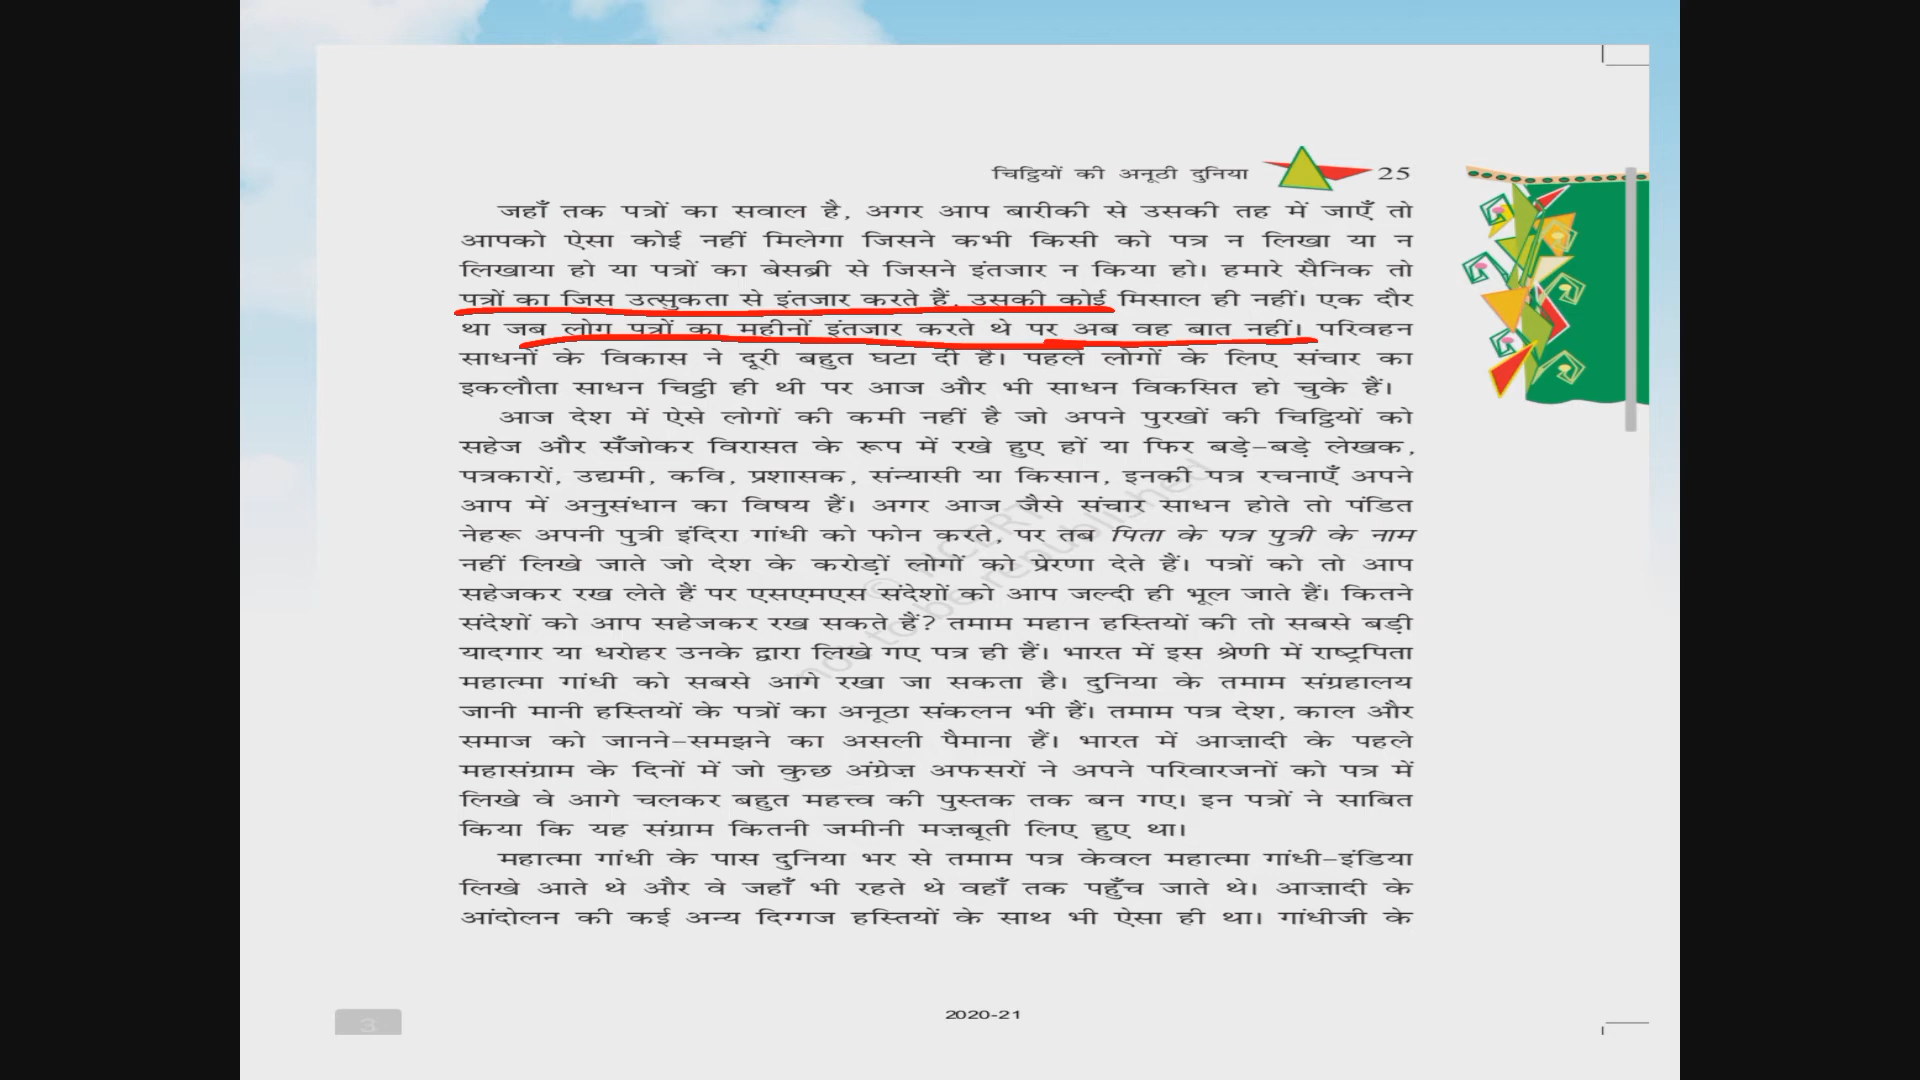 चिट्ठियों की अनूठी दुनिया 25
जहाँ तक पत्रों का सवाल है, अगर आप बारीकी से उसकी तह में जाएँ तो
आपको ऐसा कोई नहीं मिलेगा जिसने कभी किसी को पत्र न लिखा या न
लिखाया हो या पत्रों का बेसब्री से जिसने इंतजार न किया हो। हमारे सैनिक तो
पत्रों का जिस उत्सुकता से इंतजार करते हैं, उसकी कोई मिसाल ही नहीं। एक दौर
था जब लोग पत्रों का महीनों इंतजार करते थे पर अब वह बात नहीं। परिवहन
साधनों के विकास ने दूरी बहुत घटा दी है। पहले लोगों के लिए संचार का
इकलौता साधन चिट्ठी ही थी पर आज और भी साधन विकसित हो चुके हैं।
आज देश में ऐसे लोगों की कमी नहीं है जो अपने पुरखों की चिट्ठियों को
सहेज और सँजोकर विरासत के रूप में रखे हुए हों या फिर बड़े-बड़े लेखक,
पत्रकारों, उद्यमी, कवि, प्रशासक, संन्यासी या किसान, इनकी पत्र रचनाएँ अपने
आप में अनुसंधान का विषय हैं। अगर आज जैसे संचार साधन होते तो पंडित
नेहरू अपनी पुत्री इंदिरा गांधी को फोन करते, पर तब पिता के पत्र पुत्री के नाम
नहीं लिखे जाते जो देश के करोड़ों लोगों को प्रेरणा देते हैं। पत्रों को तो आप
सहेजकर रख लेते हैं पर एसएमएस संदेशों को आप जल्दी ही भूल जाते हैं। कितने
संदेशों को आप सहेजकर रख सकते हैं? तमाम महान हस्तियों की तो सबसे बड़ी
यादगार या धरोहर उनके द्वारा लिखे गए पत्र ही हैं। भारत में इस श्रेणी में राष्ट्रपिता
महात्मा गांधी को सबसे आगे रखा जा सकता है। दुनिया के तमाम संग्रहालय
जानी मानी हस्तियों के पत्रों का अनूठा संकलन भी हैं। तमाम पत्र देश, काल और
समाज को जानने-समझने का असली पैमाना हैं। भारत में आज़ादी के पहले
महासंग्राम के दिनों में जो कुछ अंग्रेज़ अफसरों ने अपने परिवारजनों को पत्र में
लिखे वे आगे चलकर बहुत महत्त्व की पुस्तक तक बन गए। इन पत्रों ने साबित
किया कि यह संग्राम कितनी जमीनी मज़बूती लिए हुए था।
महात्मा गांधी के पास दुनिया भर से तमाम पत्र केवल महात्मा गांधी-इंडिया
लिखे आते थे और वे जहाँ भी रहते थे वहाँ तक पहुँच जाते थे। आज़ादी के
आंदोलन की कई अन्य दिग्गज हस्तियों के साथ भी ऐसा ही था। गांधीजी के
© NCERT
not to be republished
2020-21
3